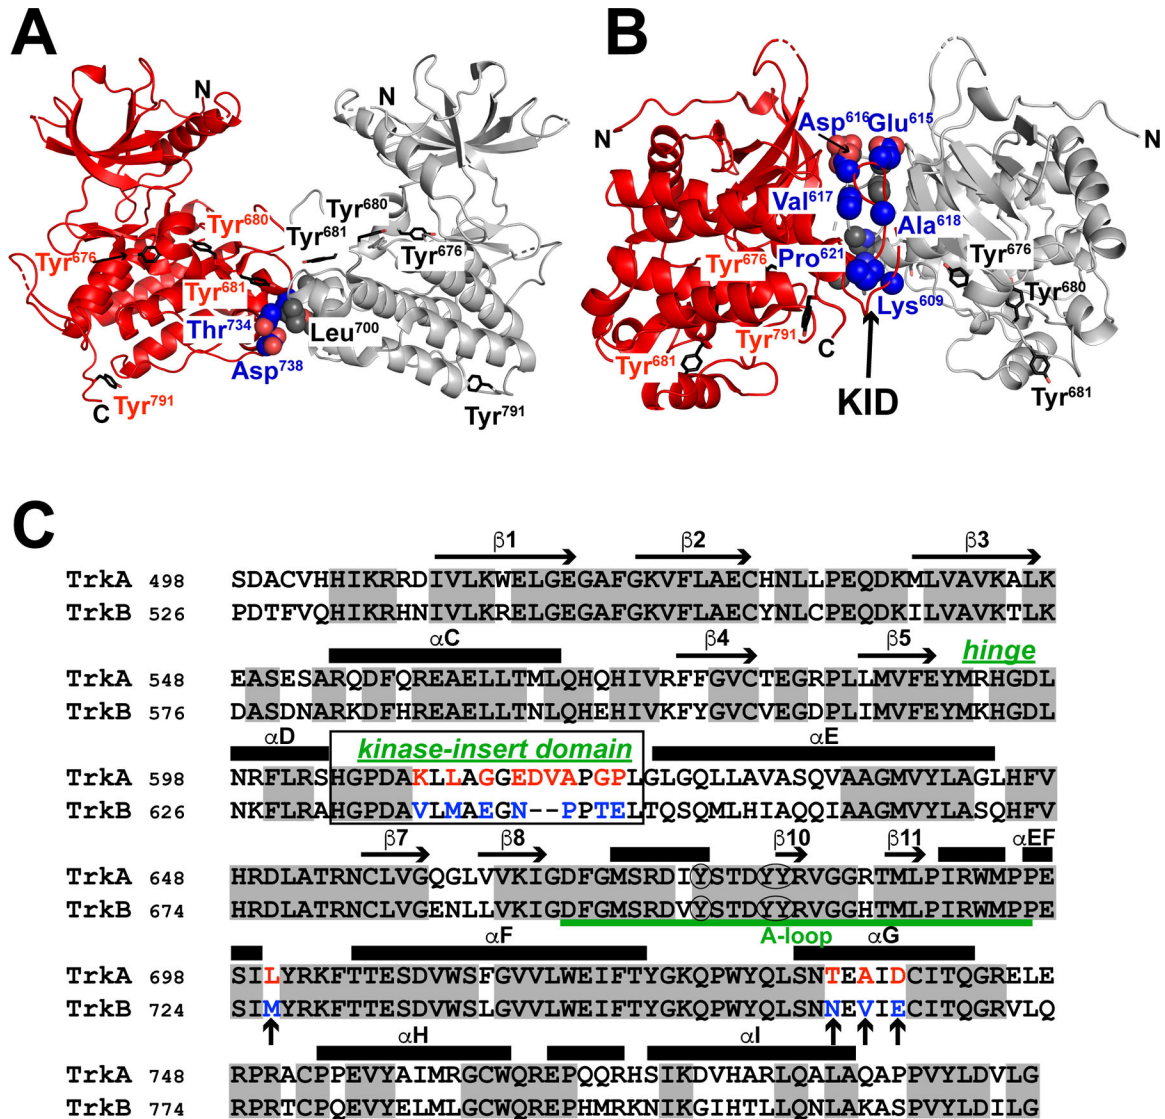 A
N
N
Tyr680
Tyr680
Tyr681
Tyr676
Tyr676
Tyr681
Thr734
Leu700
Asp738
C
Tyr791
Tyr791
B
N
N
Asp616
Glu615
Val617
Ala618
Tyr676
Tyr676
Pro621
Lys609
Tyr680
Tyr791
C
Tyr681
Tyr681
KID
C
β1 β2 β3
TrkA 498 SDACVHHIKRRDIVLKWELGEGAFGKVFLAECHNLLPEQDKMLVAVKALK
TrkB 526 PDTFVQHIKRHNIVLKRELGEGAFGKVFLAECYNLCPEQDKILVAVKTLK
αC β4 β5 hinge
TrkA 548 EASESARQDFQREAELLTMLQHQHIVRFFGVCTEGRPLLMVFEYMRHGDL
TrkB 576 DASDNARKDFHREAELLTNLQHEHIVKFYGVCVEGDPLIMVFEYMKHGDL
αD kinase-insert domain αE
TrkA 598 NRFLRSHGPDAKLLAGGEDVAPGPLGLGQLLAVASQVAAGMVYLAGLHFV
TrkB 626 NKFLRAHGPDAVLMAEGN--PPTELTQSQMLHIAQQIAAGMVYLASQHFV
β7 β8 β10 β11 αEF
TrkA 648 HRDLATRNCLVGQGLVVKIGDFGMSRDIYSTDYYRVGGRTMLPIRWMPPE
TrkB 674 HRDLATRNCLVGENLLVKIGDFGMSRDVYSTDYYRVGGHTMLPIRWMPPE
αF A-loop αG
TrkA 698 SILYRKFTTESDVWSFGVVLWEIFTYGKQPWYQLSNTEAIDCITQGRELE
TrkB 724 SIMYRKFTTESDVWSLGVVLWEIFTYGKQPWYQLSNNEVIECITQGRVLQ
αH αI
TrkA 748 RPRACPPEVYAIMRGCWQREPQQRHSIKDVHARLQALAQAPPVYLDVLG
TrkB 774 RPRTCPQEVYELMLGCWQREPHMRKNIKGIHTLLQNLAKASPVYLDILG